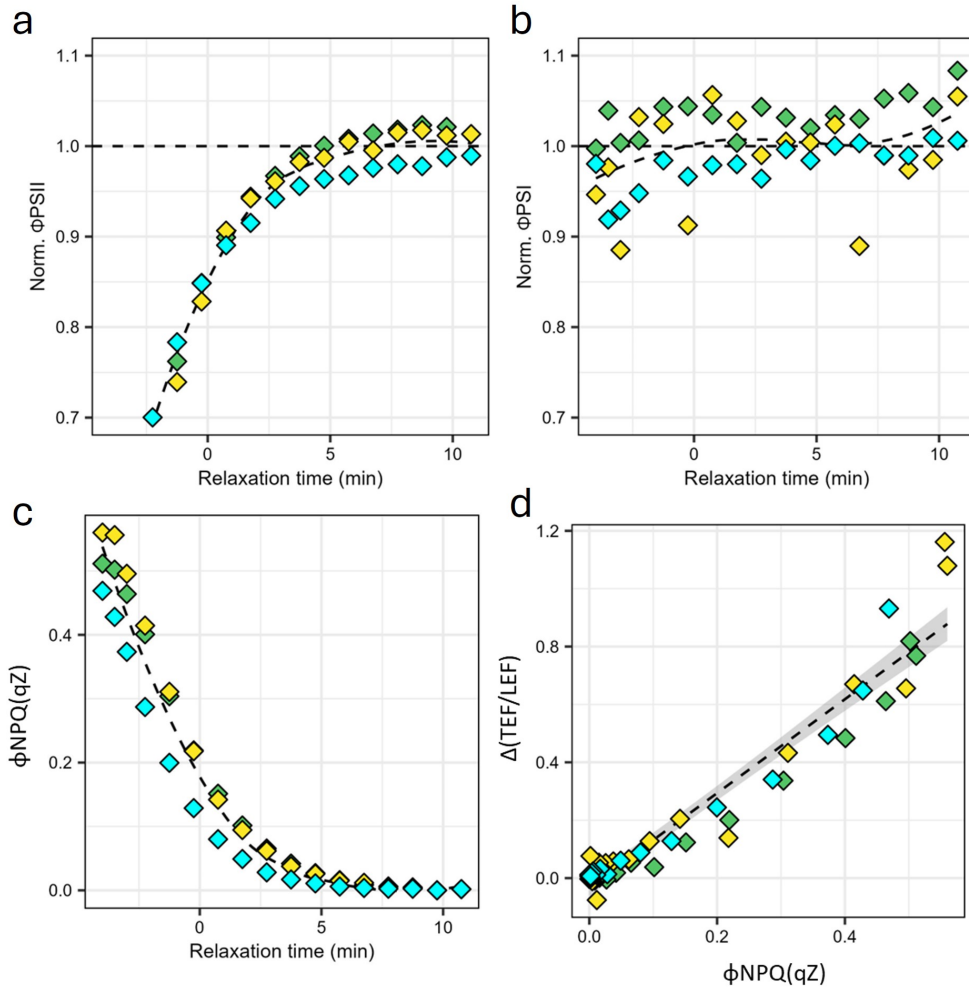 a
1.1
1.0
0.9
0.8
0.7
Norm. ΦPSII
0
5
10
Relaxation time (min)
b
1.1
1.0
0.9
0.8
0.7
Norm. ΦPSI
0
5
10
Relaxation time (min)
c
0.4
0.2
0.0
ϕNPQ(qZ)
0
5
10
Relaxation time (min)
d
1.2
0.8
0.4
0.0
Δ(TEF/LEF)
0.0
0.2
0.4
ϕNPQ(qZ)